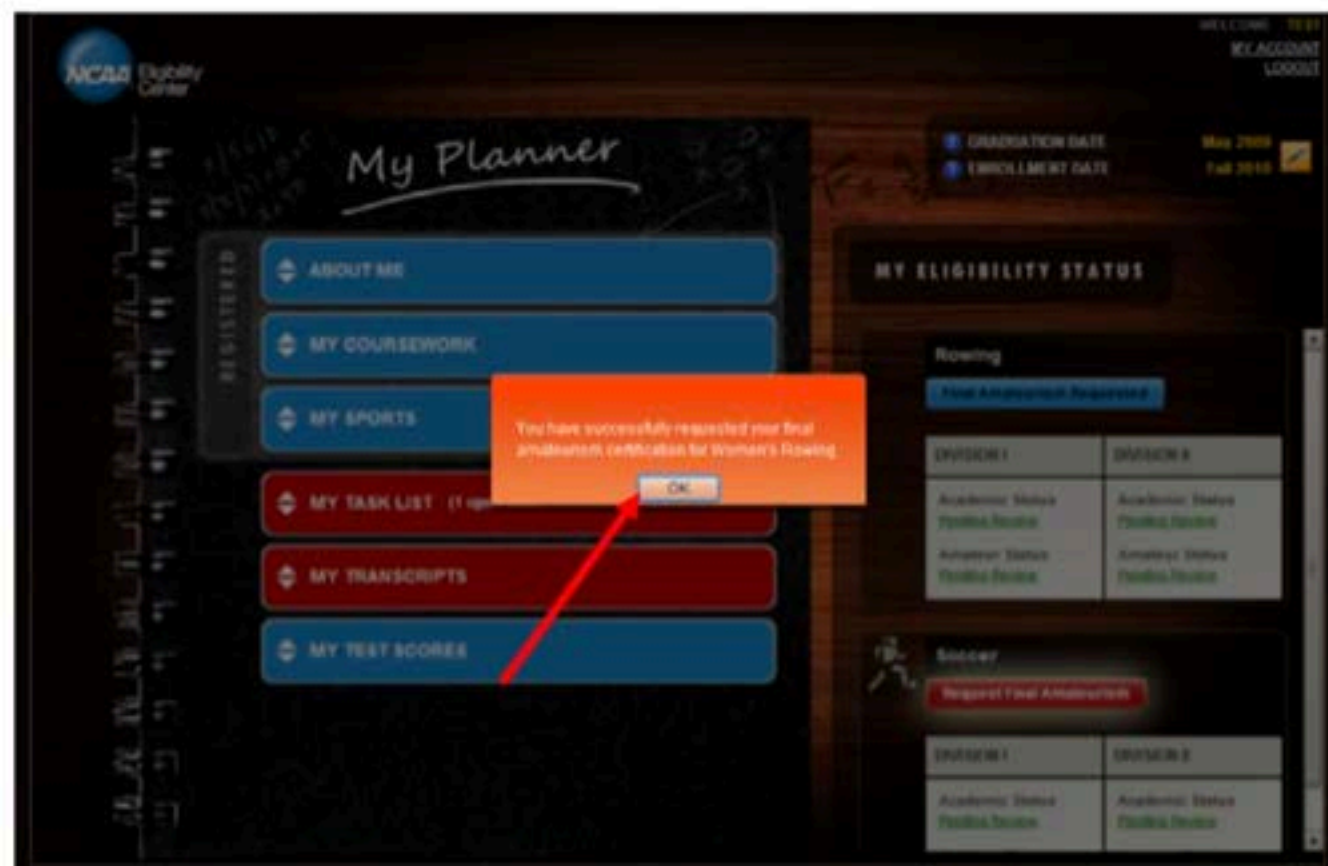 WELCOME TEST
MY ACCOUNT
LOGOUT
NCAA Eligibility
Center
My Planner
GRADUATION DATE May 2009
ENROLLMENT DATE Fall 2010
REGISTERED
ABOUT ME
MY COURSEWORK
MY SPORTS
MY TASK LIST (1
MY TRANSCRIPTS
MY TEST SCORES
You have successfully requested your final
amateurism certification for Women's Rowing
OK
MY ELIGIBILITY STATUS
Rowing
Final Amateurism Requested
DIVISION I DIVISION II
Academic Status Academic Status
Pending Review Pending Review
Amateur Status Amateur Status
Pending Review Pending Review
Soccer
Request Final Amateurism
DIVISION I DIVISION II
Academic Status Academic Status
Pending Review Pending Review